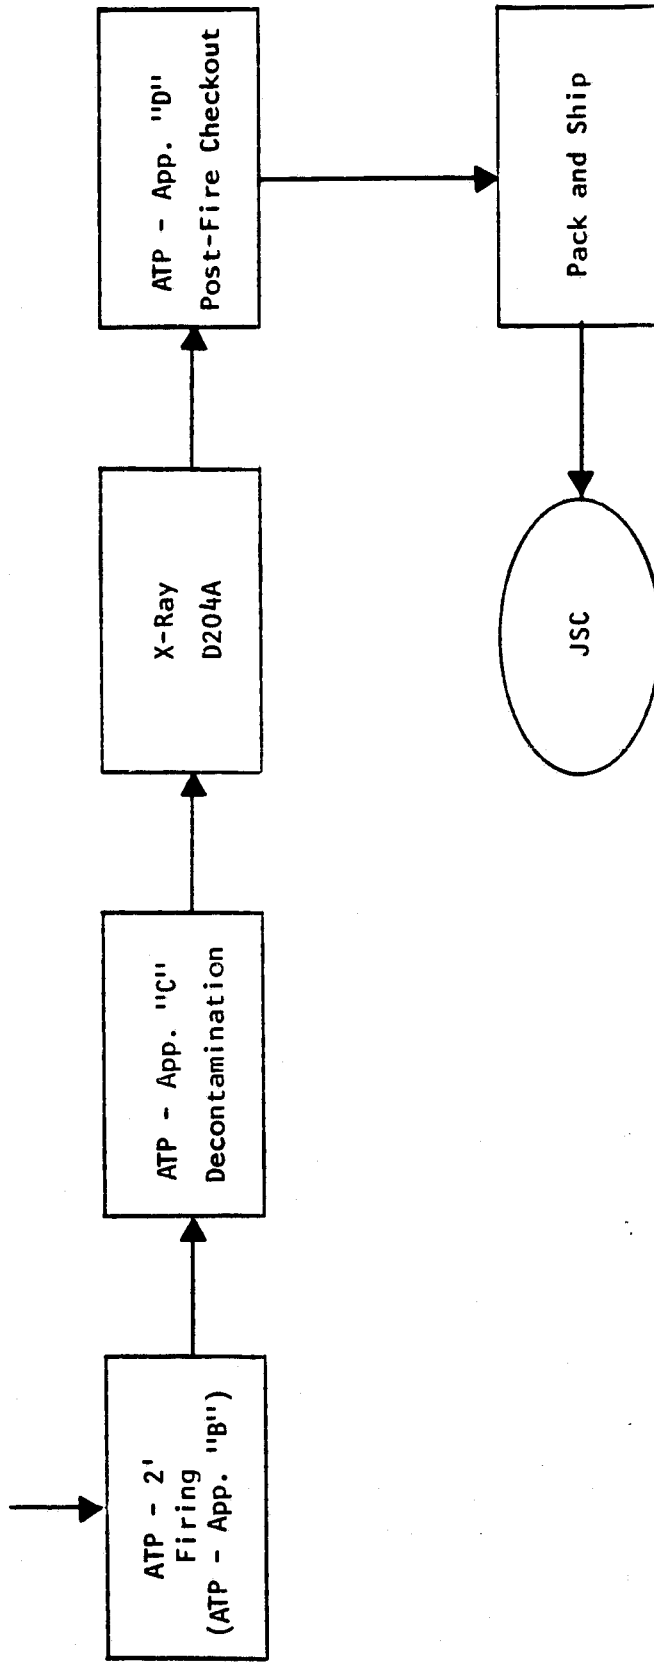 ATP - 2'
Firing
(ATP - App. "B")
ATP - App. "C"
Decontamination
X-Ray
D204A
ATP - App. "D"
Post-Fire Checkout
Pack and Ship
JSC